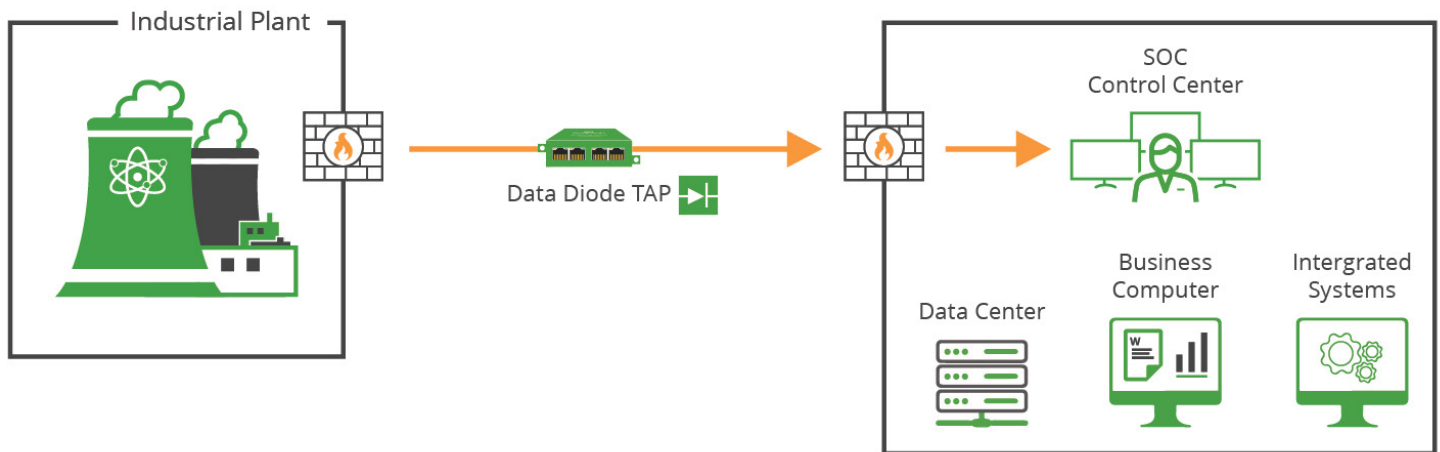 Industrial Plant
SOC
Control Center
Data Diode TAP
Business
Computer
Intergrated
Systems
Data Center
W